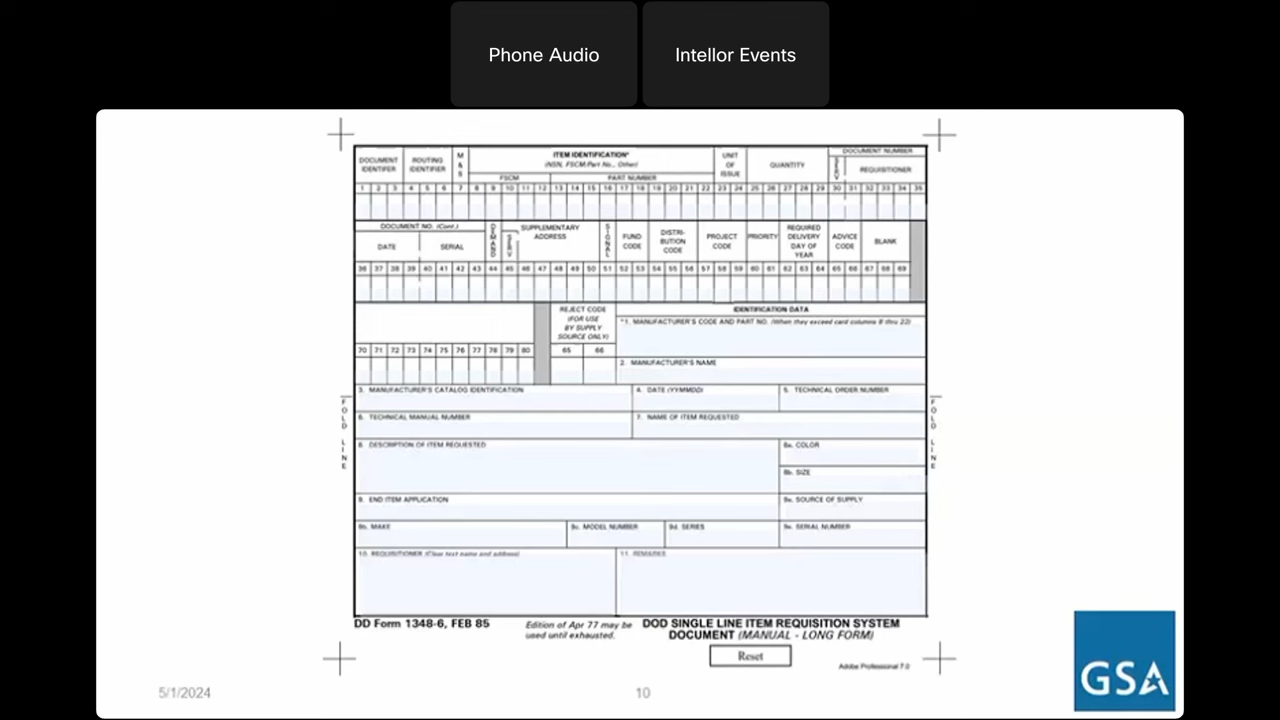 Phone Audio
Intellor Events
DOCUMENT IDENTIFER
ROUTING IDENTIFIER
M & S
ITEM IDENTIFICATION*
(NSN, FSCM/Part No., Other)
FSCM
PART NUMBER
UNIT OF ISSUE
QUANTITY
DOCUMENT NUMBER
SERV
REQUISITIONER
1 2 3 4 5 6 7 8 9 10 11 12 13 14 15 16 17 18 19 20 21 22 23 24 25 26 27 28 29 30 31 32 33 34 35
DOCUMENT NO. (Cont.)
DATE
SERIAL
DEMAND
SERV
SUPPLEMENTARY ADDRESS
SIGNAL
FUND CODE
DISTRI-
BUTION
CODE
PROJECT CODE
PRIORITY
REQUIRED
DELIVERY
DAY OF
YEAR
ADVICE CODE
BLANK
36 37 38 39 40 41 42 43 44 45 46 47 48 49 50 51 52 53 54 55 56 57 58 59 60 61 62 63 64 65 66 67 68 69
REJECT CODE
(FOR USE
BY SUPPLY
SOURCE ONLY)
IDENTIFICATION DATA
*1. MANUFACTURER'S CODE AND PART NO. (When they exceed card columns 8 thru 22)
70 71 72 73 74 75 76 77 78 79 80
65 66
2. MANUFACTURER'S NAME
3. MANUFACTURER'S CATALOG IDENTIFICATION
4. DATE (YYMMDD)
5. TECHNICAL ORDER NUMBER
6. TECHNICAL MANUAL NUMBER
7. NAME OF ITEM REQUESTED
8. DESCRIPTION OF ITEM REQUESTED
8a. COLOR
8b. SIZE
9. END ITEM APPLICATION
9a. SOURCE OF SUPPLY
9b. MAKE
9c. MODEL NUMBER
9d. SERIES
9e. SERIAL NUMBER
10. REQUISITIONER (Clear text name and address)
11. REMARKS
FOLD LINE
FOLD LINE
DD Form 1348-6, FEB 85
Edition of Apr 77 may be
used until exhausted.
DOD SINGLE LINE ITEM REQUISITION SYSTEM
DOCUMENT (MANUAL - LONG FORM)
Reset
Adobe Professional 7.0
5/1/2024
10
GSA